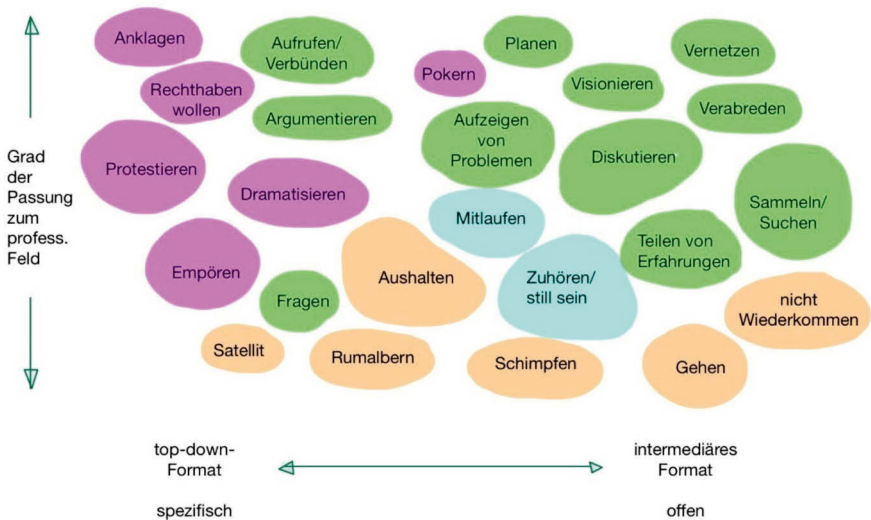 Anklagen
Aufrufen/
Verbünden
Planen
Vernetzen
Pokern
Rechthaben
wollen
Visionieren
Argumentieren
Verabreden
Aufzeigen
von
Problemen
Diskutieren
Grad
der
Passung
zum
profess.
Feld
Protestieren
Dramatisieren
Sammeln/
Suchen
Mitlaufen
Teilen von
Erfahrungen
Empören
Aushalten
Zuhören/
still sein
Fragen
nicht
Wiederkommen
Satellit
Rumalbern
Schimpfen
Gehen
top-down-
Format
intermediäres
Format
spezifisch
offen